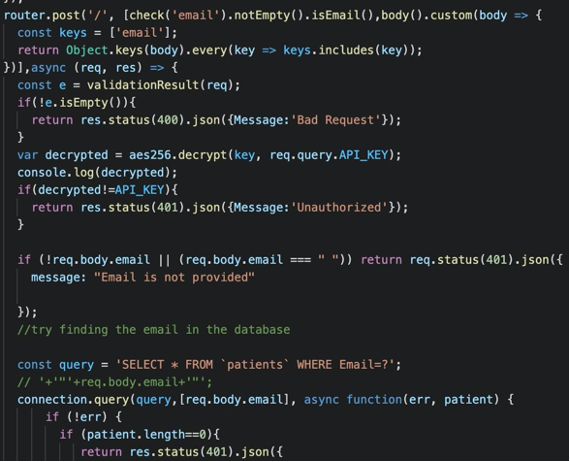 router.post('/', [check('email').notEmpty().isEmail(),body().custom(body => {
const keys = ['email'];
return Object.keys(body).every(key => keys.includes(key));
})],async (req, res) => {
const e = validationResult(req);
if(!e.isEmpty()){
return res.status(400).json({Message:'Bad Request'});
}
var decrypted = aes256.decrypt(key, req.query.API_KEY);
console.log(decrypted);
if(decrypted!=API_KEY){
return res.status(401).json({Message:'Unauthorized'});
}
if (!req.body.email || (req.body.email === " ")) return req.status(401).json({
message: "Email is not provided"
});
//try finding the email in the database
const query = 'SELECT * FROM `patients` WHERE Email=?';
// '+'"'+req.body.email+'"';
connection.query(query,[req.body.email], async function(err, patient) {
if (!err) {
if (patient.length==0){
return res.status(401).json({